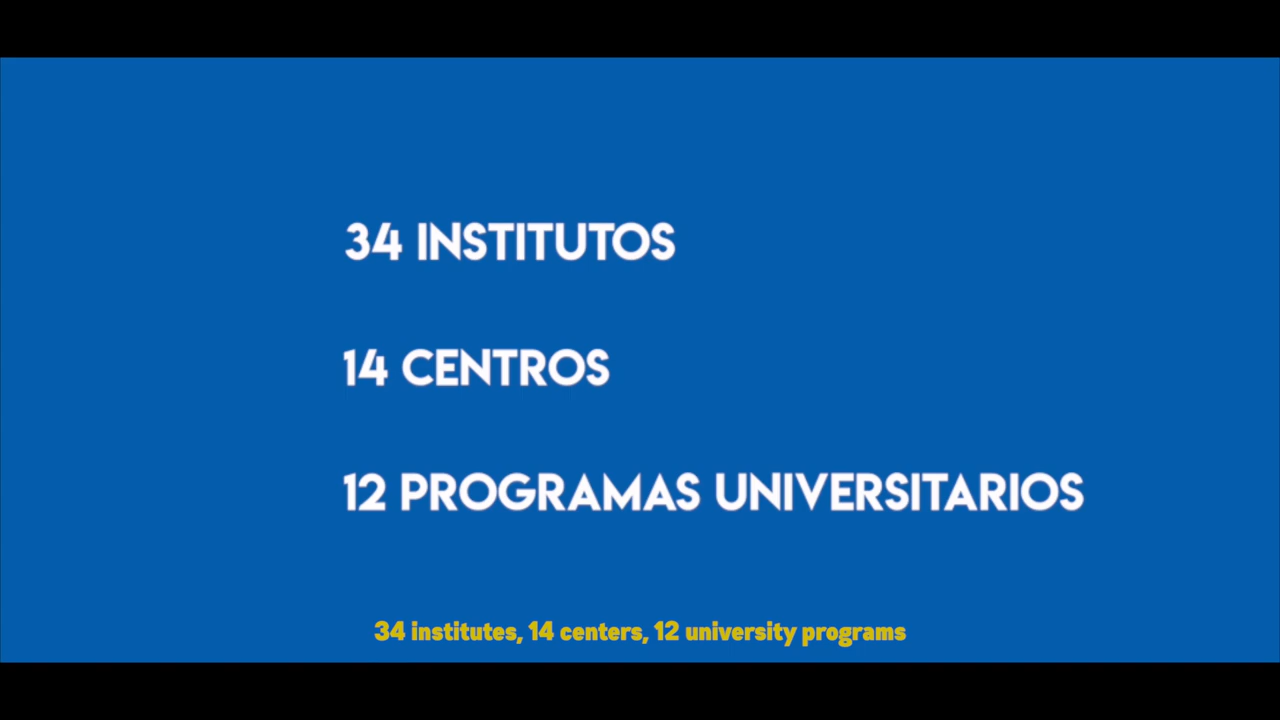 34 INSTITUTOS
14 CENTROS
12 PROGRAMAS UNIVERSITARIOS
34 institutes, 14 centers, 12 university programs